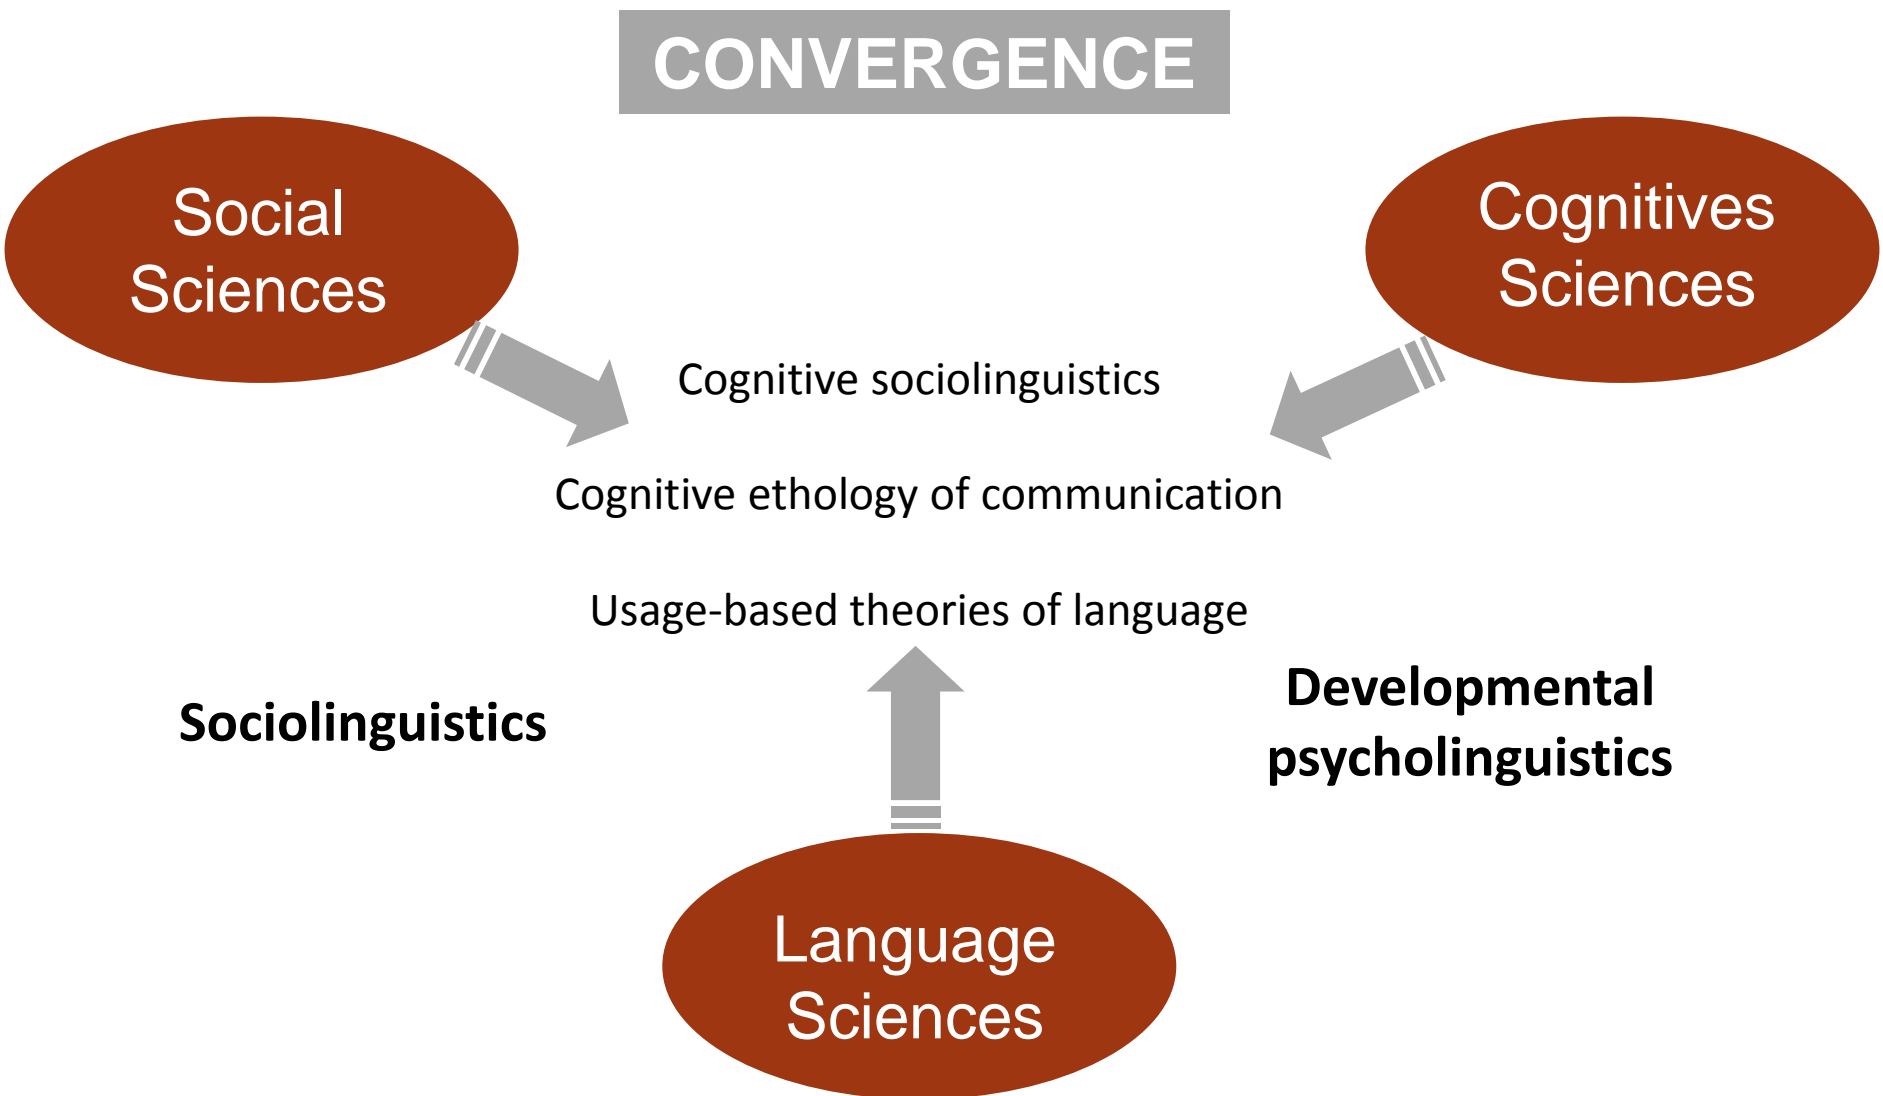 CONVERGENCE
Social
Sciences
Cognitives
Sciences
Cognitive sociolinguistics
Cognitive ethology of communication
Usage-based theories of language
Sociolinguistics
Developmental
psycholinguistics
Language
Sciences